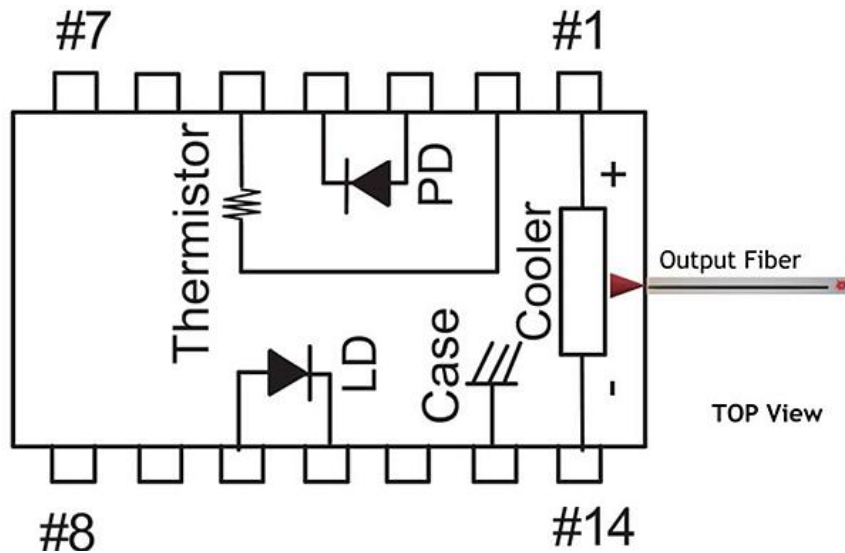 #7
#1
Thermistor
PD
+
Cooler
Output Fiber
LD
Case
-
TOP View
#8
#14